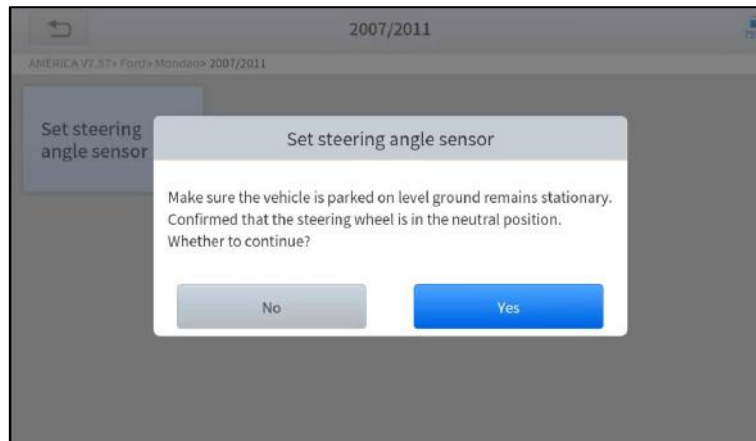 2007/2011
AMERICA V7.57> Ford> Mondeo> 2007/2011
Set steering
angle sensor
Set steering angle sensor
Make sure the vehicle is parked on level ground remains stationary.
Confirmed that the steering wheel is in the neutral position.
Whether to continue?
No
Yes